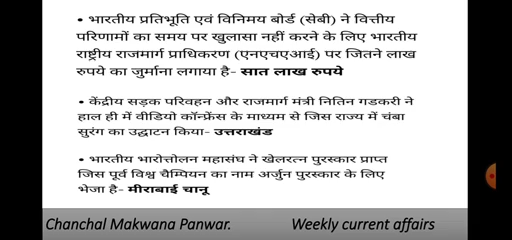 • भारतीय प्रतिभूति एवं विनिमय बोर्ड (सेबी) ने वित्तीय
परिणामों का समय पर खुलासा नहीं करने के लिए भारतीय
राष्ट्रीय राजमार्ग प्राधिकरण (एनएचएआई) पर जितने लाख
रुपये का जुर्माना लगाया है- सात लाख रुपये
• केंद्रीय सड़क परिवहन और राजमार्ग मंत्री नितिन गडकरी ने
हाल ही में वीडियो कॉन्फ्रेंस के माध्यम से जिस राज्य में चंबा
सुरंग का उद्घाटन किया- उत्तराखंड
• भारतीय भारोत्तोलन महासंघ ने खेलरत्न पुरस्कार प्राप्त
जिस पूर्व विश्व चैम्पियन का नाम अर्जुन पुरस्कार के लिए
भेजा है- मीराबाई चानू
Chanchal Makwana Panwar. Weekly current affairs